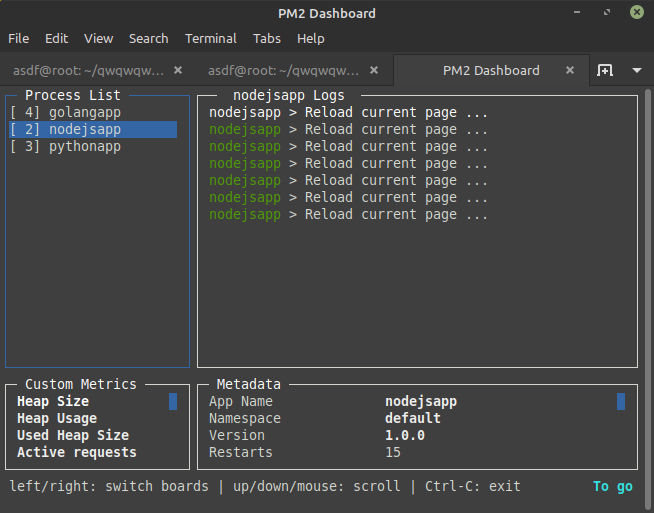 PM2 Dashboard
File Edit View Search Terminal Tabs Help
asdf@root: ~/qwqwqw... × asdf@root: ~/qwqwqw... × PM2 Dashboard ×
Process List
[ 4] golangapp
[ 2] nodejsapp
[ 3] pythonapp
nodejsapp Logs
nodejsapp > Reload current page ...
nodejsapp > Reload current page ...
nodejsapp > Reload current page ...
nodejsapp > Reload current page ...
nodejsapp > Reload current page ...
nodejsapp > Reload current page ...
nodejsapp > Reload current page ...
Custom Metrics
Heap Size
Heap Usage
Used Heap Size
Active requests
Metadata
App Name nodejsapp
Namespace default
Version 1.0.0
Restarts 15
left/right: switch boards | up/down/mouse: scroll | Ctrl-C: exit To go